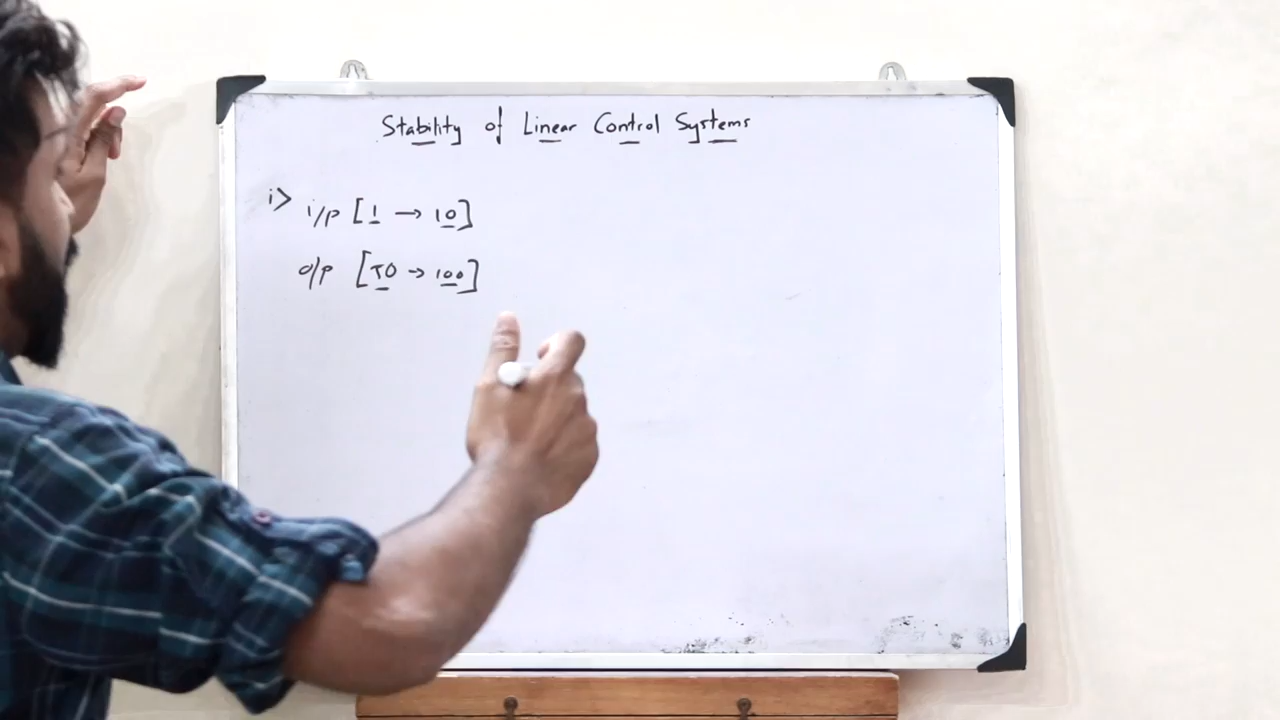 Stability of Linear Control Systems
i> i/p [1 → 10]
o/p [50 → 100]